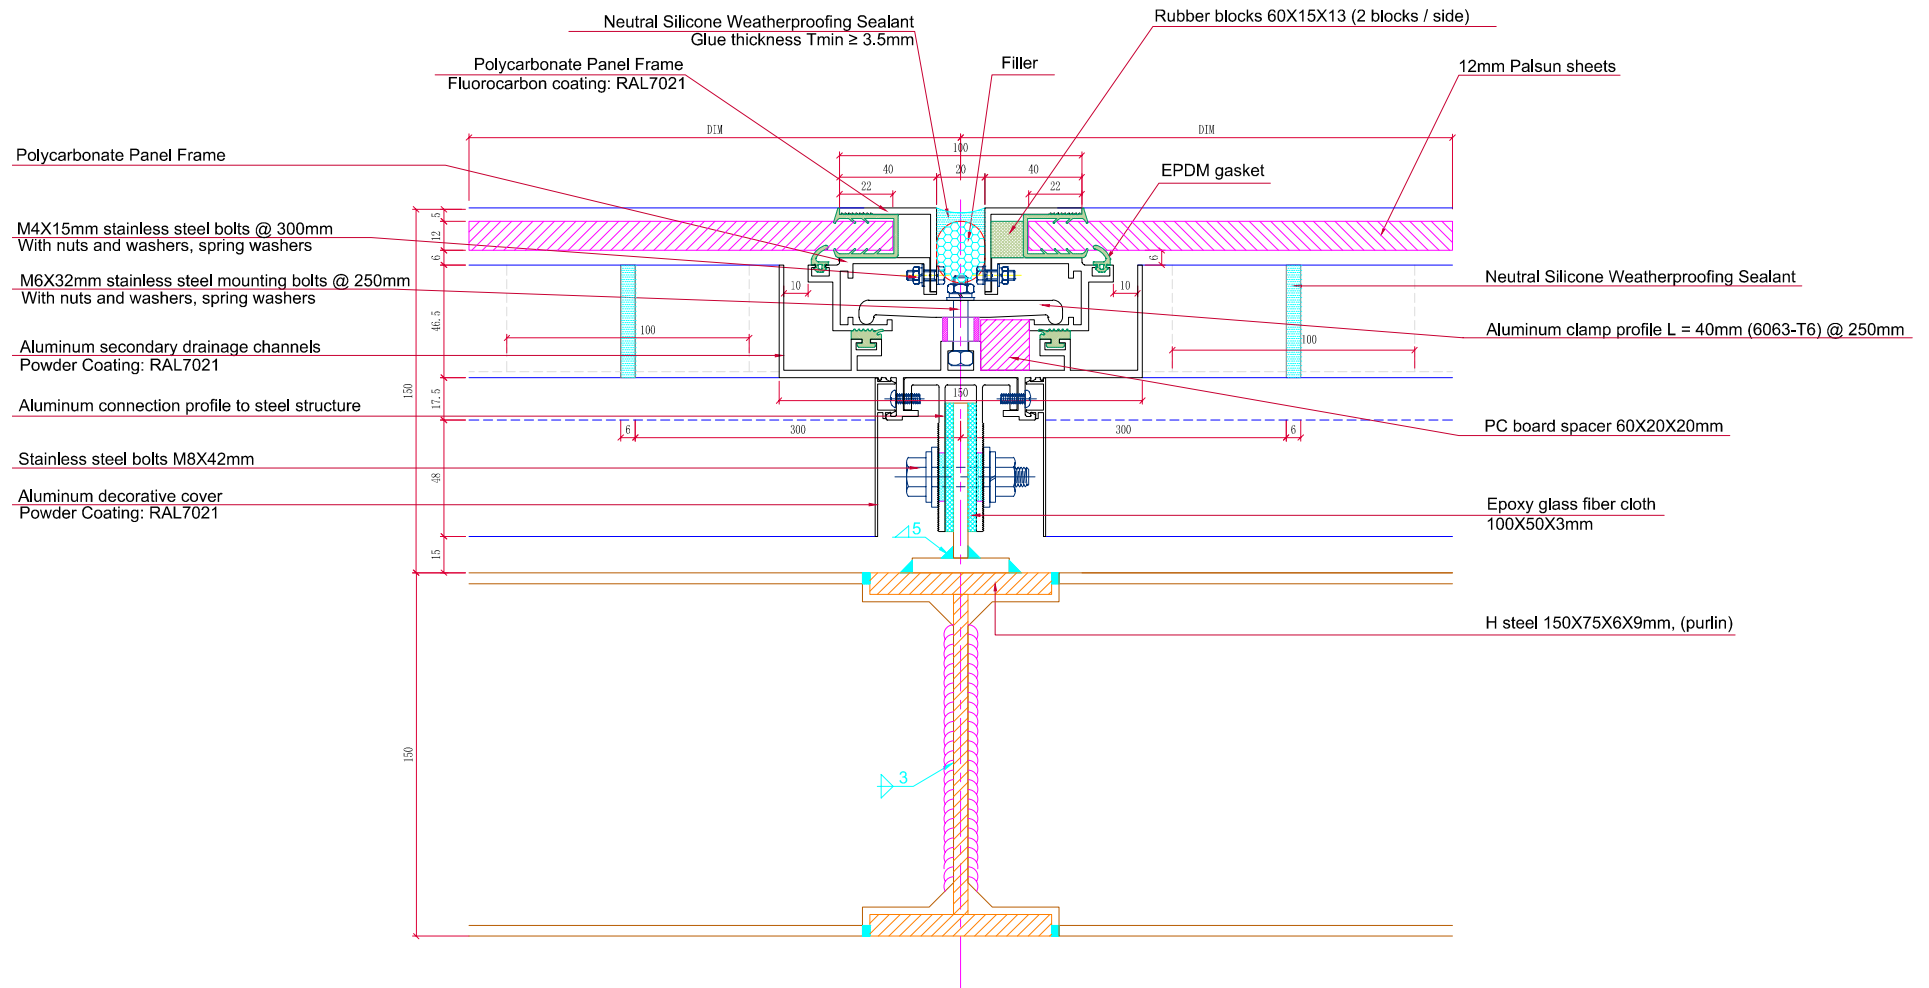 Neutral Silicone Weatherproofing Sealant
Glue thickness Tmin ≥ 3.5mm
Rubber blocks 60X15X13 (2 blocks / side)
Polycarbonate Panel Frame
Fluorocarbon coating: RAL7021
Filler
12mm Palsun sheets
DIM
DIM
100
Polycarbonate Panel Frame
40
20
40
EPDM gasket
22
22
5
M4X15mm stainless steel bolts @ 300mm
With nuts and washers, spring washers
12
6
6
M6X32mm stainless steel mounting bolts @ 250mm
With nuts and washers, spring washers
10
10
Neutral Silicone Weatherproofing Sealant
46.5
100
Aluminum clamp profile L = 40mm (6063-T6) @ 250mm
100
Aluminum secondary drainage channels
Powder Coating: RAL7021
150
17.5
150
Aluminum connection profile to steel structure
6
300
300
6
PC board spacer 60X20X20mm
Stainless steel bolts M8X42mm
48
Aluminum decorative cover
Powder Coating: RAL7021
Epoxy glass fiber cloth
100X50X3mm
5
15
H steel 150X75X6X9mm, (purlin)
150
3